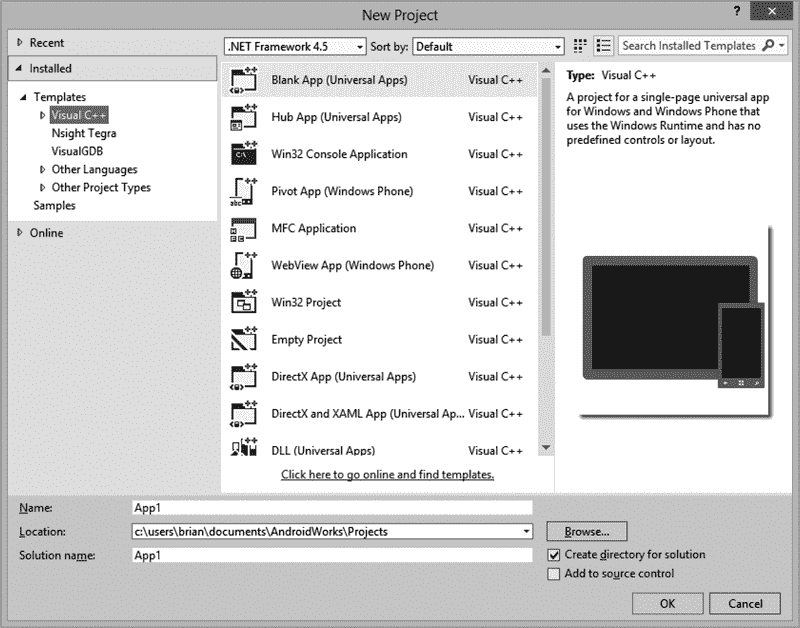 New Project
?
Recent
Installed
Templates
Visual C++
Nsight Tegra
VisualGDB
Other Languages
Other Project Types
Samples
Online
.NET Framework 4.5
Sort by: Default
Search Installed Templates
Blank App (Universal Apps) Visual C++
Hub App (Universal Apps) Visual C++
Win32 Console Application Visual C++
Pivot App (Windows Phone) Visual C++
MFC Application Visual C++
WebView App (Windows Phone) Visual C++
Win32 Project Visual C++
Empty Project Visual C++
DirectX App (Universal Apps) Visual C++
DirectX and XAML App (Universal Ap... Visual C++
DLL (Universal Apps) Visual C++
Click here to go online and find templates.
Type: Visual C++
A project for a single-page universal app
for Windows and Windows Phone that
uses the Windows Runtime and has no
predefined controls or layout.
Name: App1
Location: c:\users\brian\documents\AndroidWorks\Projects
Browse...
Solution name: App1
Create directory for solution
Add to source control
OK
Cancel